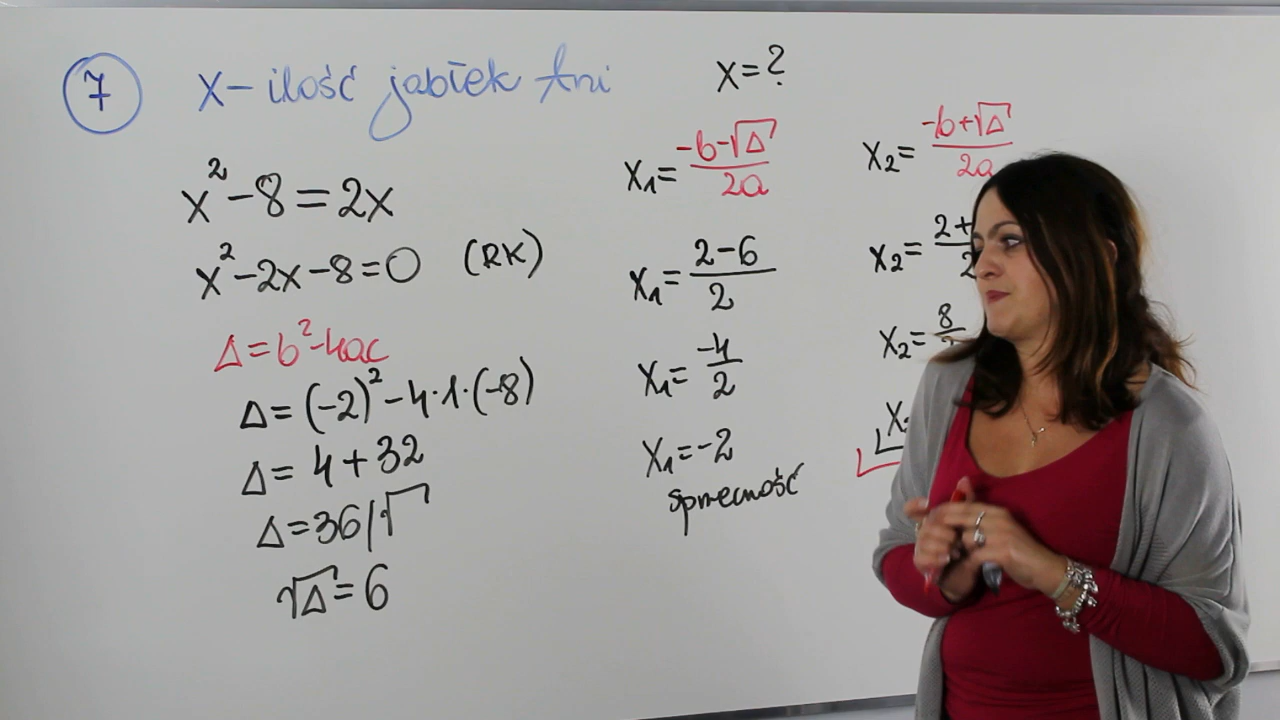 7 x – ilość jabłek Ani
x² – 8 = 2x
x² – 2x – 8 = 0 (RK)
Δ = b² – 4ac
Δ = (–2)² – 4·1·(–8)
Δ = 4 + 32
Δ = 36 |√
√Δ = 6
x = ?
x₁ = (–b – √Δ) / 2a
x₁ = (2 – 6) / 2
x₁ = –4 / 2
x₁ = –2
sprzeczność
x₂ = (–b + √Δ) / 2a
x₂ = 2 +
x₂ = 8
x